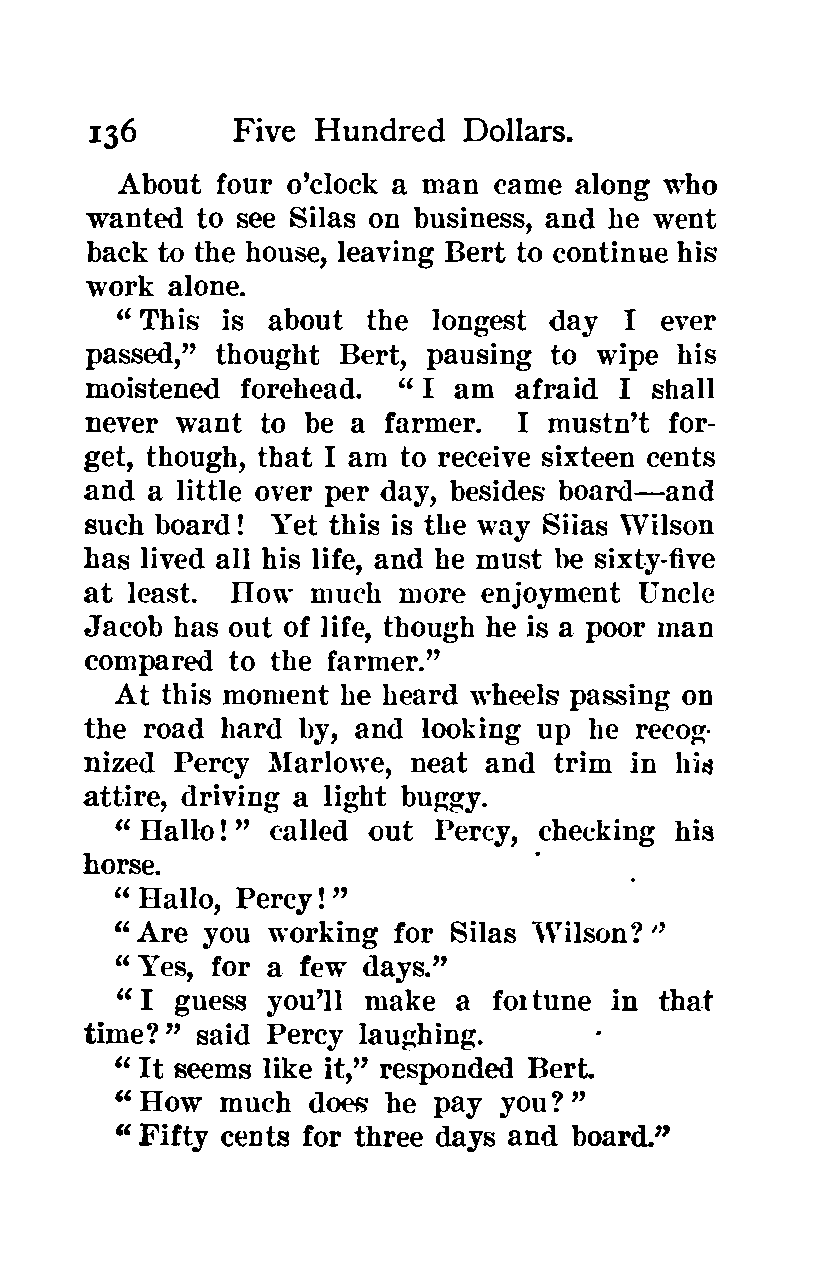 136 Five Hundred Dollars.
About four o’clock a man came along who
wanted to see Silas on business, and he went
back to the house, leaving Bert to continue his
work alone.
“ This is about the longest day I ever
passed,” thought Bert, pausing to wipe his
moistened forehead. “ I am afraid I shall
never want to be a farmer. I mustn’t for-
get, though, that I am to receive sixteen cents
and a little over per day, besides board—and
such board! Yet this is the way Silas Wilson
has lived all his life, and he must be sixty-five
at least. How much more enjoyment Uncle
Jacob has out of life, though he is a poor man
compared to the farmer.”
At this moment he heard wheels passing on
the road hard by, and looking up he recog-
nized Percy Marlowe, neat and trim in his
attire, driving a light buggy.
“ Hallo! ” called out Percy, checking his
horse.
“ Hallo, Percy! ”
“ Are you working for Silas Wilson? ”
“ Yes, for a few days.”
“ I guess you’ll make a fortune in that
time? ” said Percy laughing.
“ It seems like it,” responded Bert.
“ How much does he pay you? ”
“ Fifty cents for three days and board.”